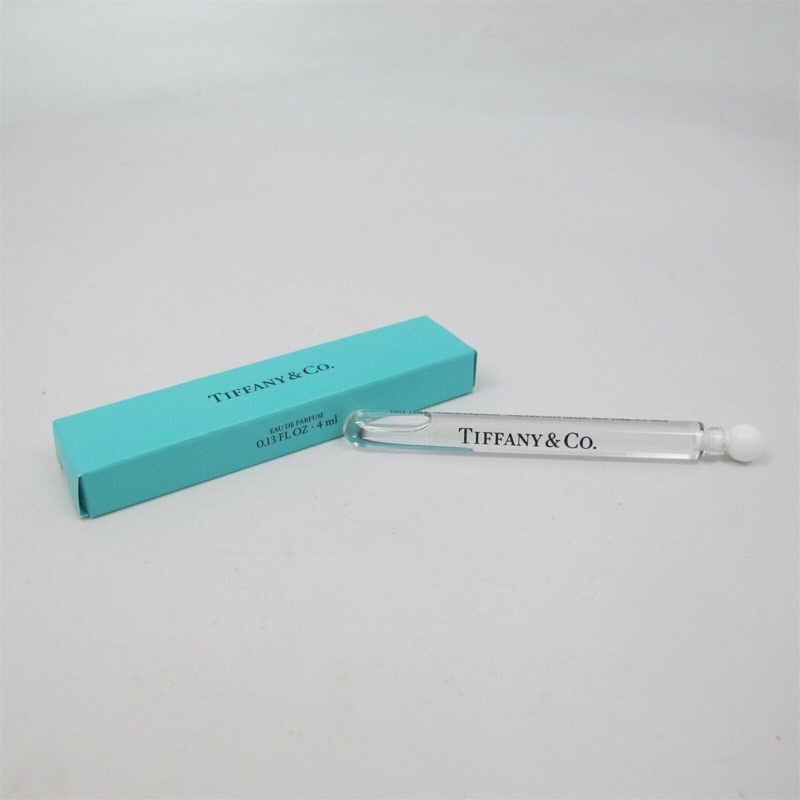 TIFFANY & CO.
EAU DE PARFUM
0.13 FL OZ · 4 ml
TIFFANY & CO.